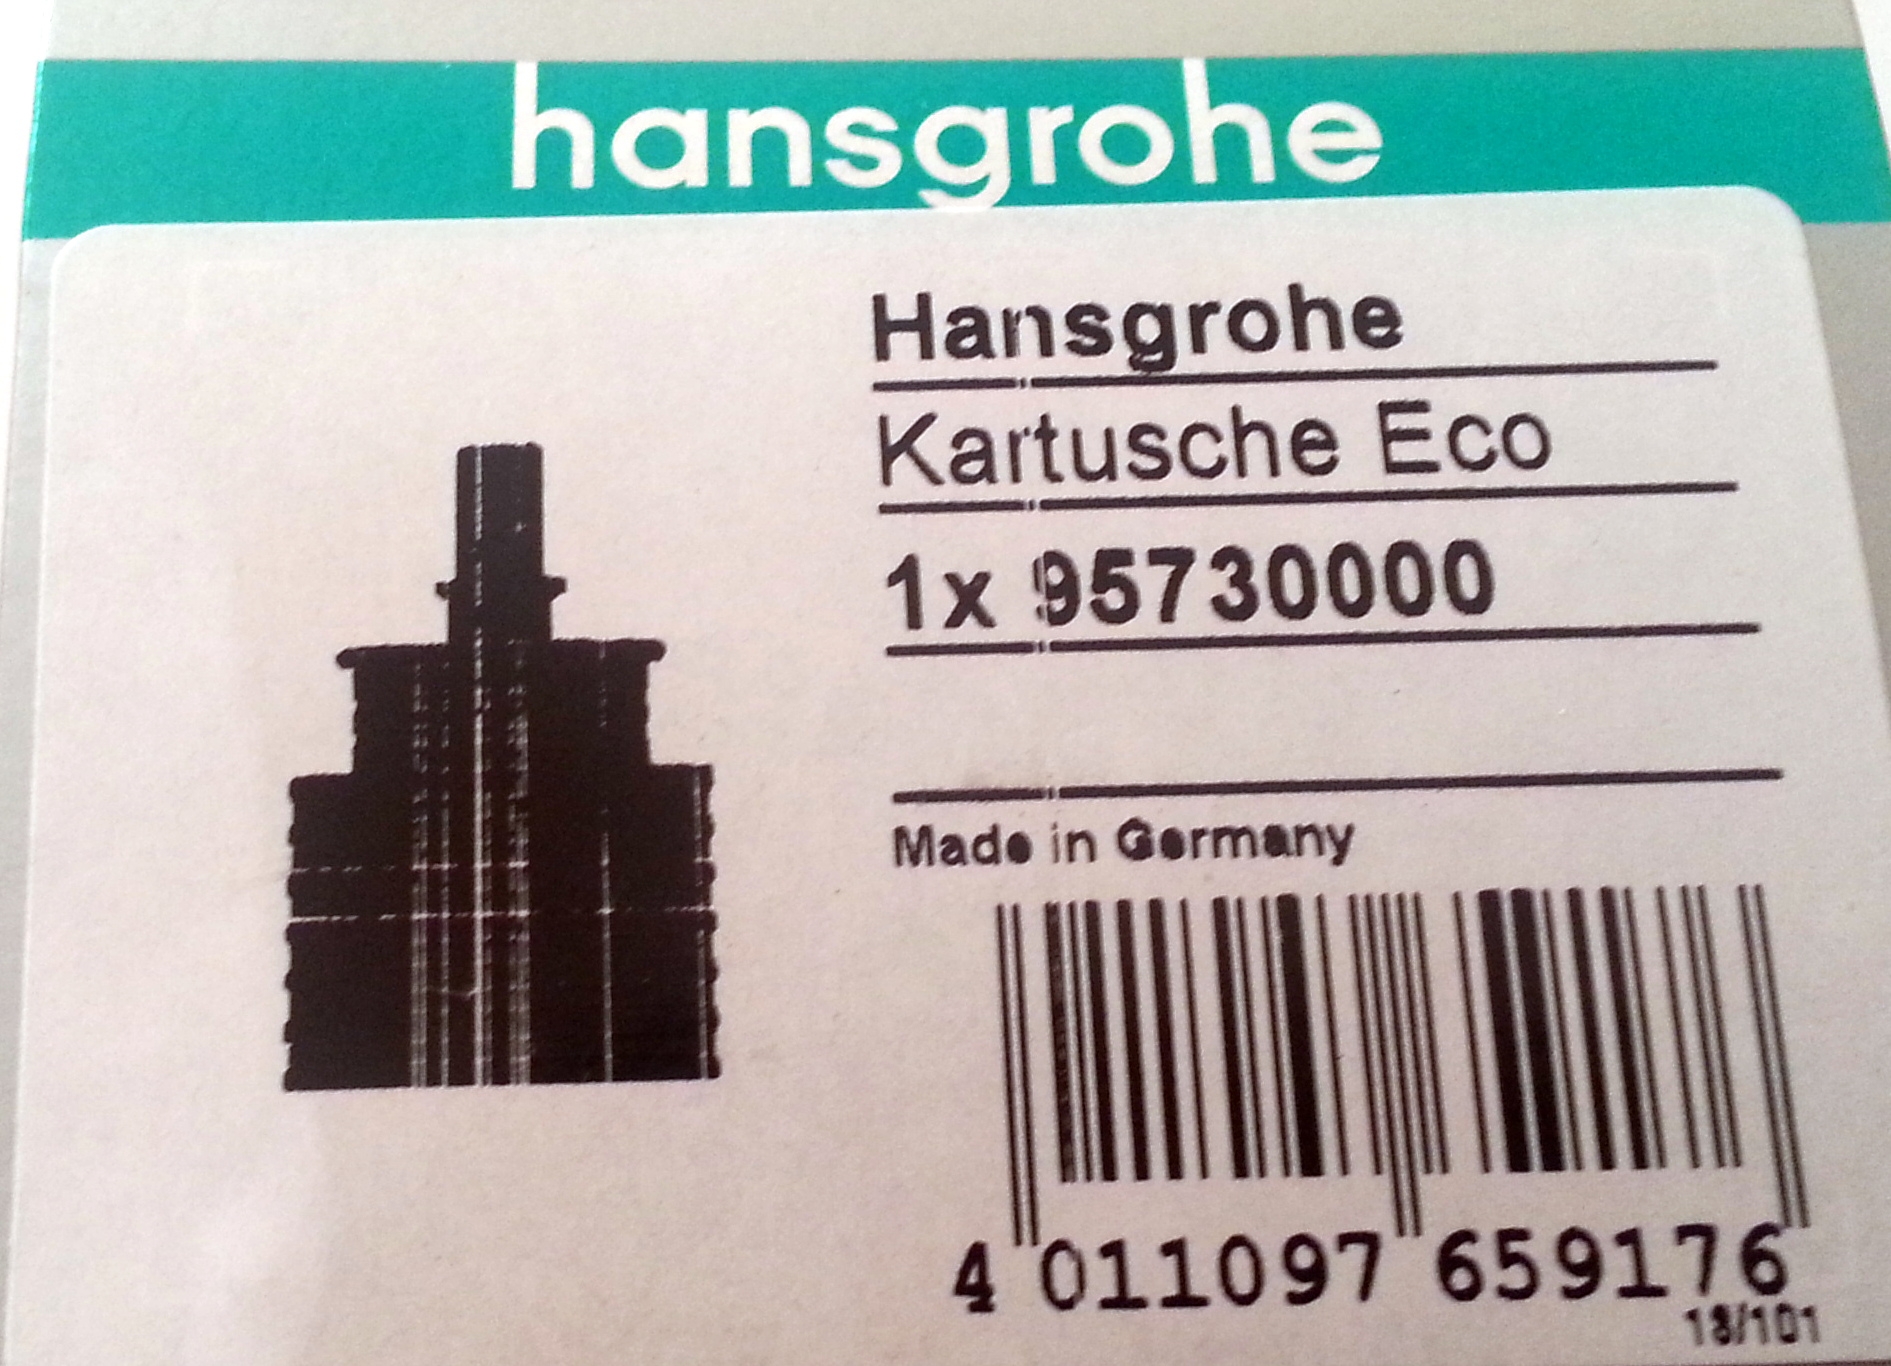 hansgrohe
Hansgrohe
Kartusche Eco
1x 95730000
Made in Germany
4 011097 659176
18/101